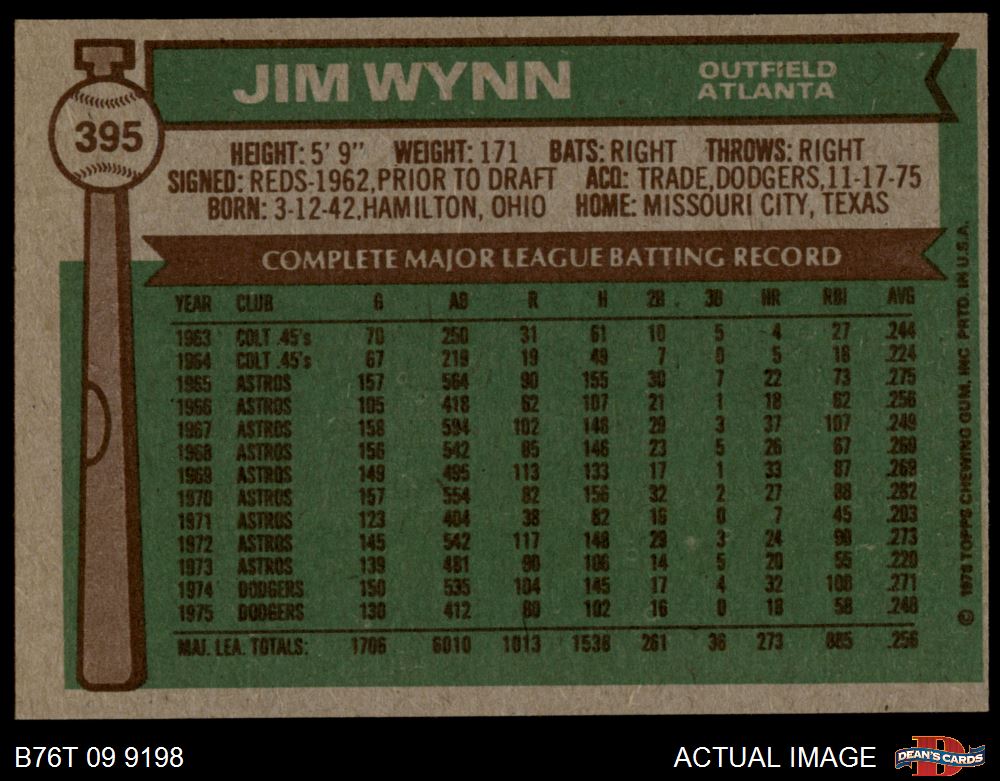 JIM WYNN
OUTFIELD
ATLANTA
395
HEIGHT: 5' 9" WEIGHT: 171 BATS: RIGHT THROWS: RIGHT
SIGNED: REDS-1962, PRIOR TO DRAFT ACQ: TRADE, DODGERS, 11-17-75
BORN: 3-12-42, HAMILTON, OHIO HOME: MISSOURI CITY, TEXAS
COMPLETE MAJOR LEAGUE BATTING RECORD
YEAR CLUB G AB R H 2B 3B HR RBI AVG
1963 COLT .45's 70 250 31 61 10 5 4 27 .244
1964 COLT .45's 67 219 19 49 7 0 5 18 .224
1965 ASTROS 157 564 90 155 30 7 22 73 .275
1966 ASTROS 105 418 62 107 21 1 18 62 .256
1967 ASTROS 158 594 102 148 29 3 37 107 .249
1968 ASTROS 156 542 85 146 23 5 26 67 .269
1969 ASTROS 149 495 113 133 17 1 33 87 .269
1970 ASTROS 157 554 82 156 32 2 27 88 .282
1971 ASTROS 123 404 38 82 16 0 7 45 .203
1972 ASTROS 145 542 117 148 29 3 24 90 .273
1973 ASTROS 139 481 90 106 14 5 20 55 .220
1974 DODGERS 150 535 104 145 17 4 32 108 .271
1975 DODGERS 130 412 80 102 16 0 18 58 .248
MAJ. LEA. TOTALS: 1706 6010 1013 1538 261 36 273 885 .256
© 1976 TOPPS CHEWING GUM, INC PRTD. IN U.S.A.
B76T 09 9198
ACTUAL IMAGE
D
DEAN'S CARDS